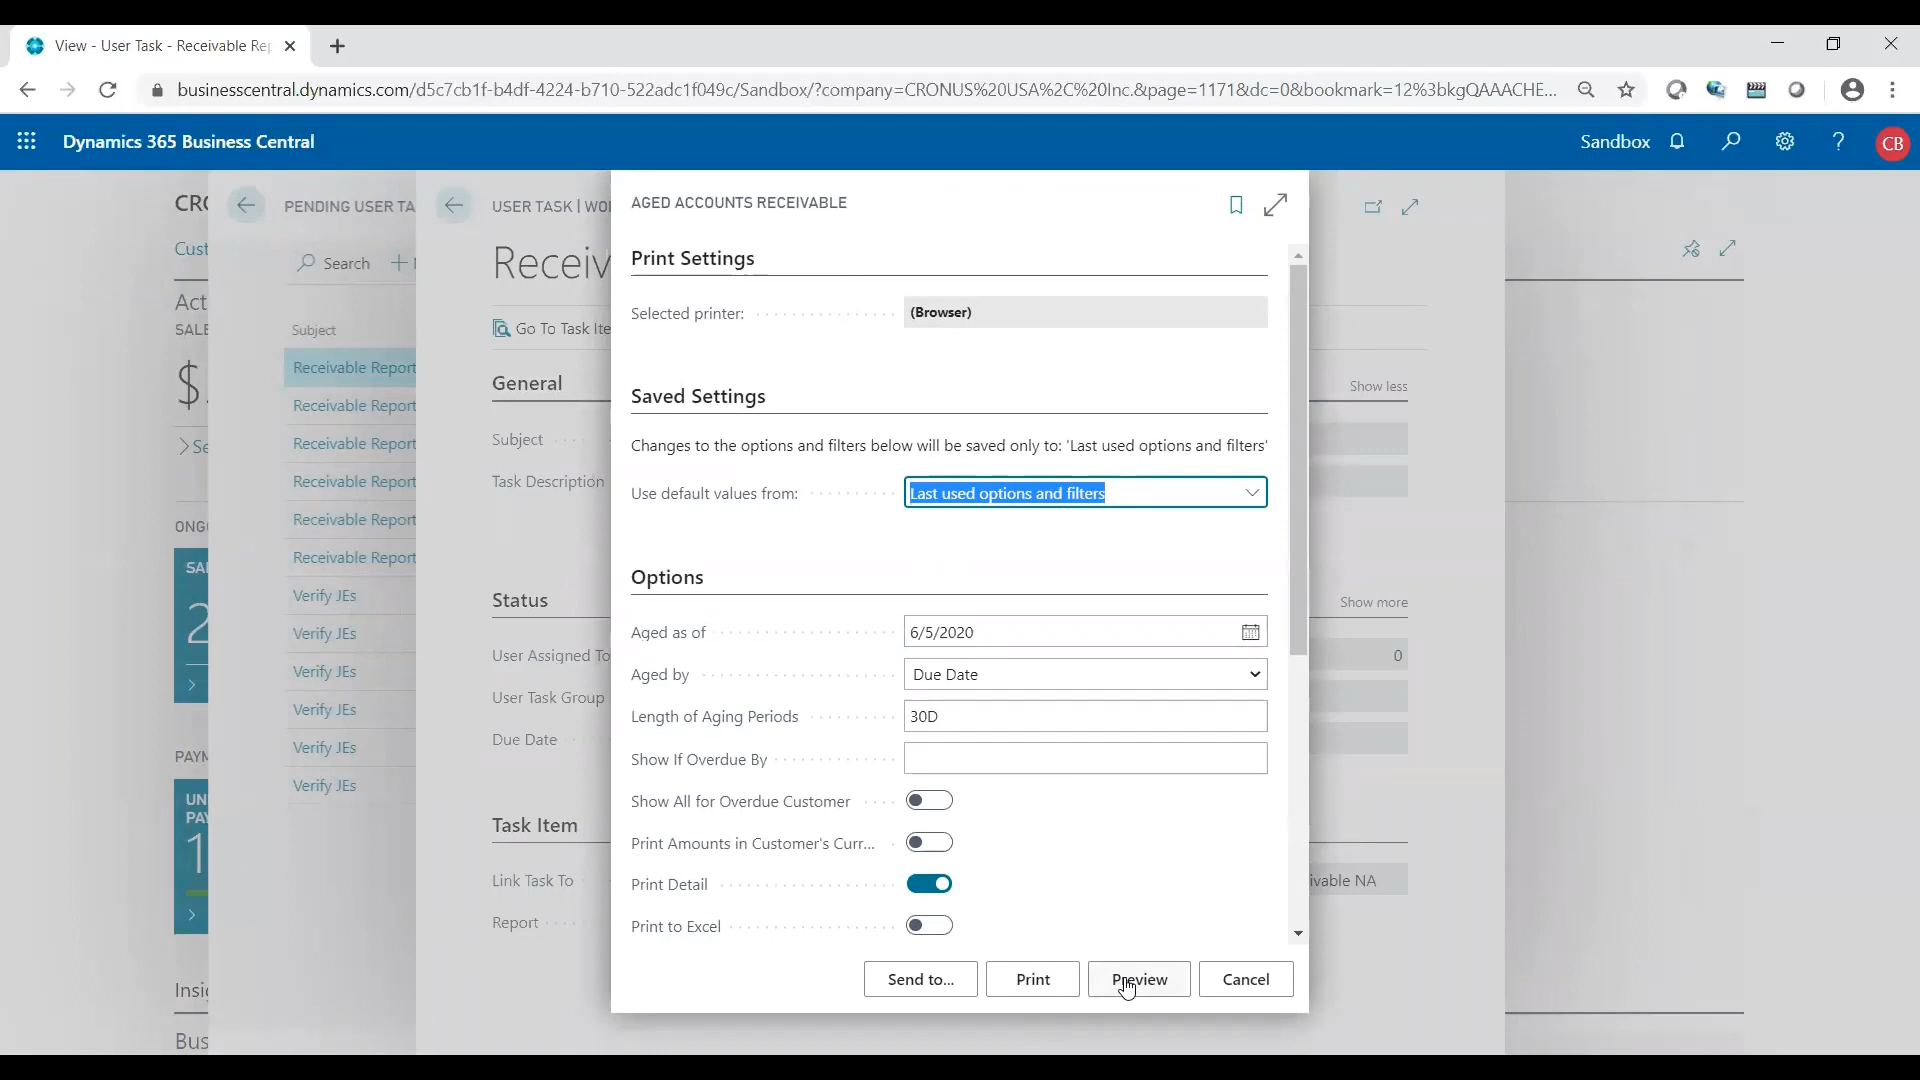 View - User Task - Receivable Rep
businesscentral.dynamics.com/d5c7cb1f-b4df-4224-b710-522adc1f049c/Sandbox/?company=CRONUS%20USA%2C%20Inc.&page=1171&dc=0&bookmark=12%3bkgQAAACHE...
Dynamics 365 Business Central
Sandbox
?
CB
CRO
Cust
Act
SALE
$
Se
ONGO
SAL
2
PAYM
UN
PAY
1
Insig
Bus
PENDING USER TA
Search
Subject
Receivable Report
Receivable Report
Receivable Report
Receivable Report
Receivable Report
Receivable Report
Verify JEs
Verify JEs
Verify JEs
Verify JEs
Verify JEs
Verify JEs
USER TASK | WO
Receiv
Go To Task Ite
General
Show less
Subject
Task Description
Status
Show more
User Assigned To
0
User Task Group
Due Date
Task Item
Link Task To
ivable NA
Report
AGED ACCOUNTS RECEIVABLE
Print Settings
Selected printer:
(Browser)
Saved Settings
Changes to the options and filters below will be saved only to: 'Last used options and filters'
Use default values from:
Last used options and filters
Options
Aged as of
6/5/2020
Aged by
Due Date
Length of Aging Periods
30D
Show If Overdue By
Show All for Overdue Customer
Print Amounts in Customer's Curr...
Print Detail
Print to Excel
Send to...
Print
Preview
Cancel